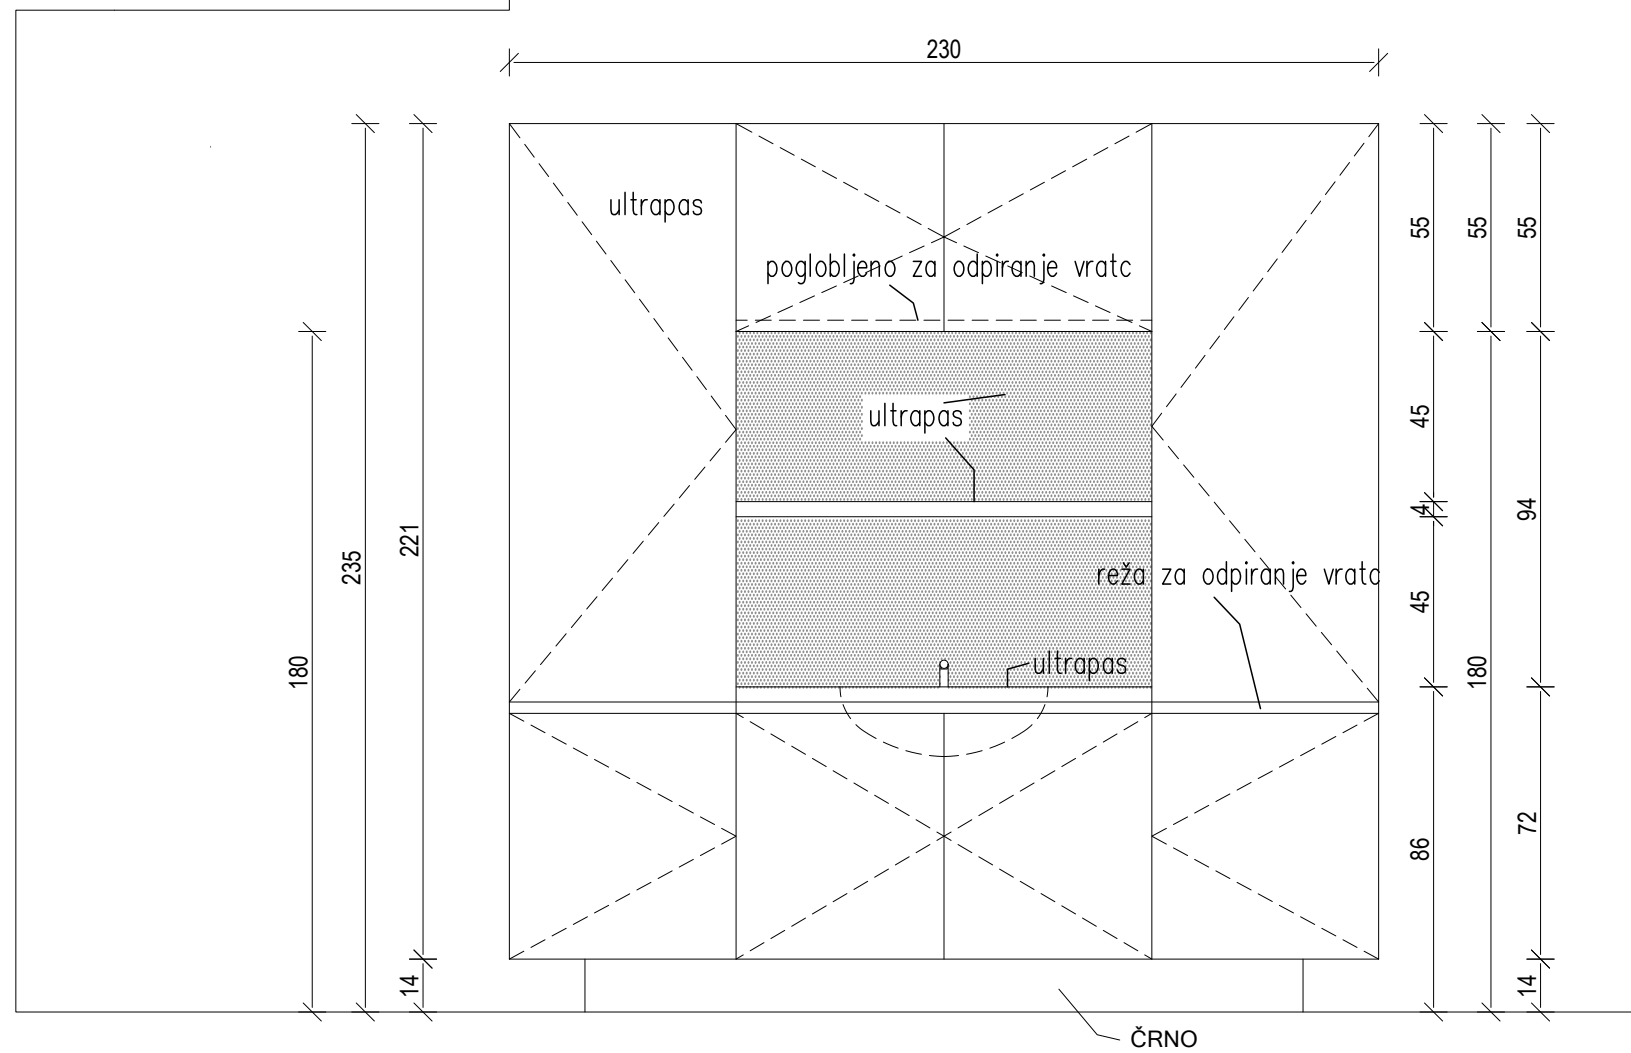 230
ultrapas
poglobljeno za odpiranje vratc
ultrapas
reža za odpiranje vratc
ultrapas
ČRNO
180
235
221
14
55
45
4
45
86
55
180
55
94
72
14